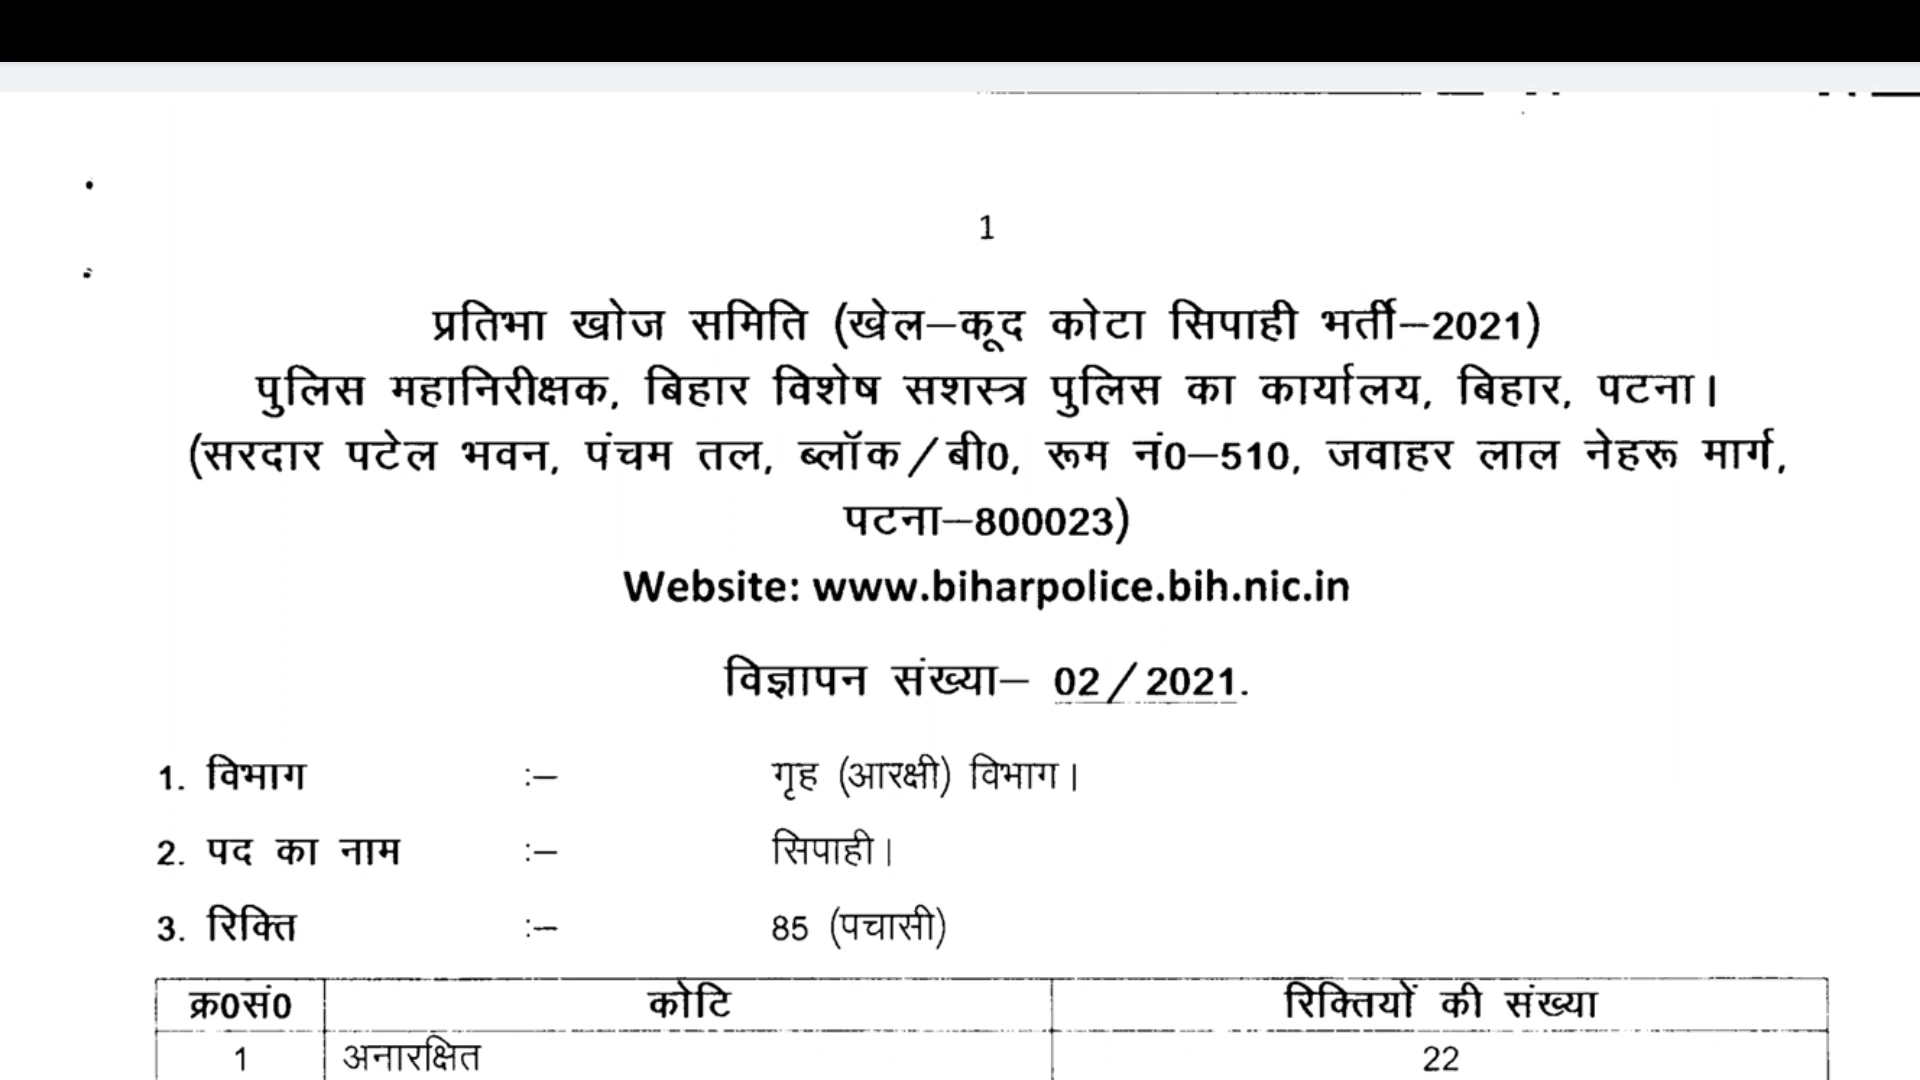 1
प्रतिभा खोज समिति (खेल–कूद कोटा सिपाही भर्ती–2021)
पुलिस महानिरीक्षक, बिहार विशेष सशस्त्र पुलिस का कार्यालय, बिहार, पटना।
(सरदार पटेल भवन, पंचम तल, ब्लॉक/बी0, रूम नं0–510, जवाहर लाल नेहरू मार्ग,
पटना–800023)
Website: www.biharpolice.bih.nic.in
विज्ञापन संख्या– 02/2021.
1. विभाग :– गृह (आरक्षी) विभाग।
2. पद का नाम :– सिपाही।
3. रिक्ति :– 85 (पचासी)
क्र0सं0 कोटि रिक्तियों की संख्या
1 अनारक्षित 22